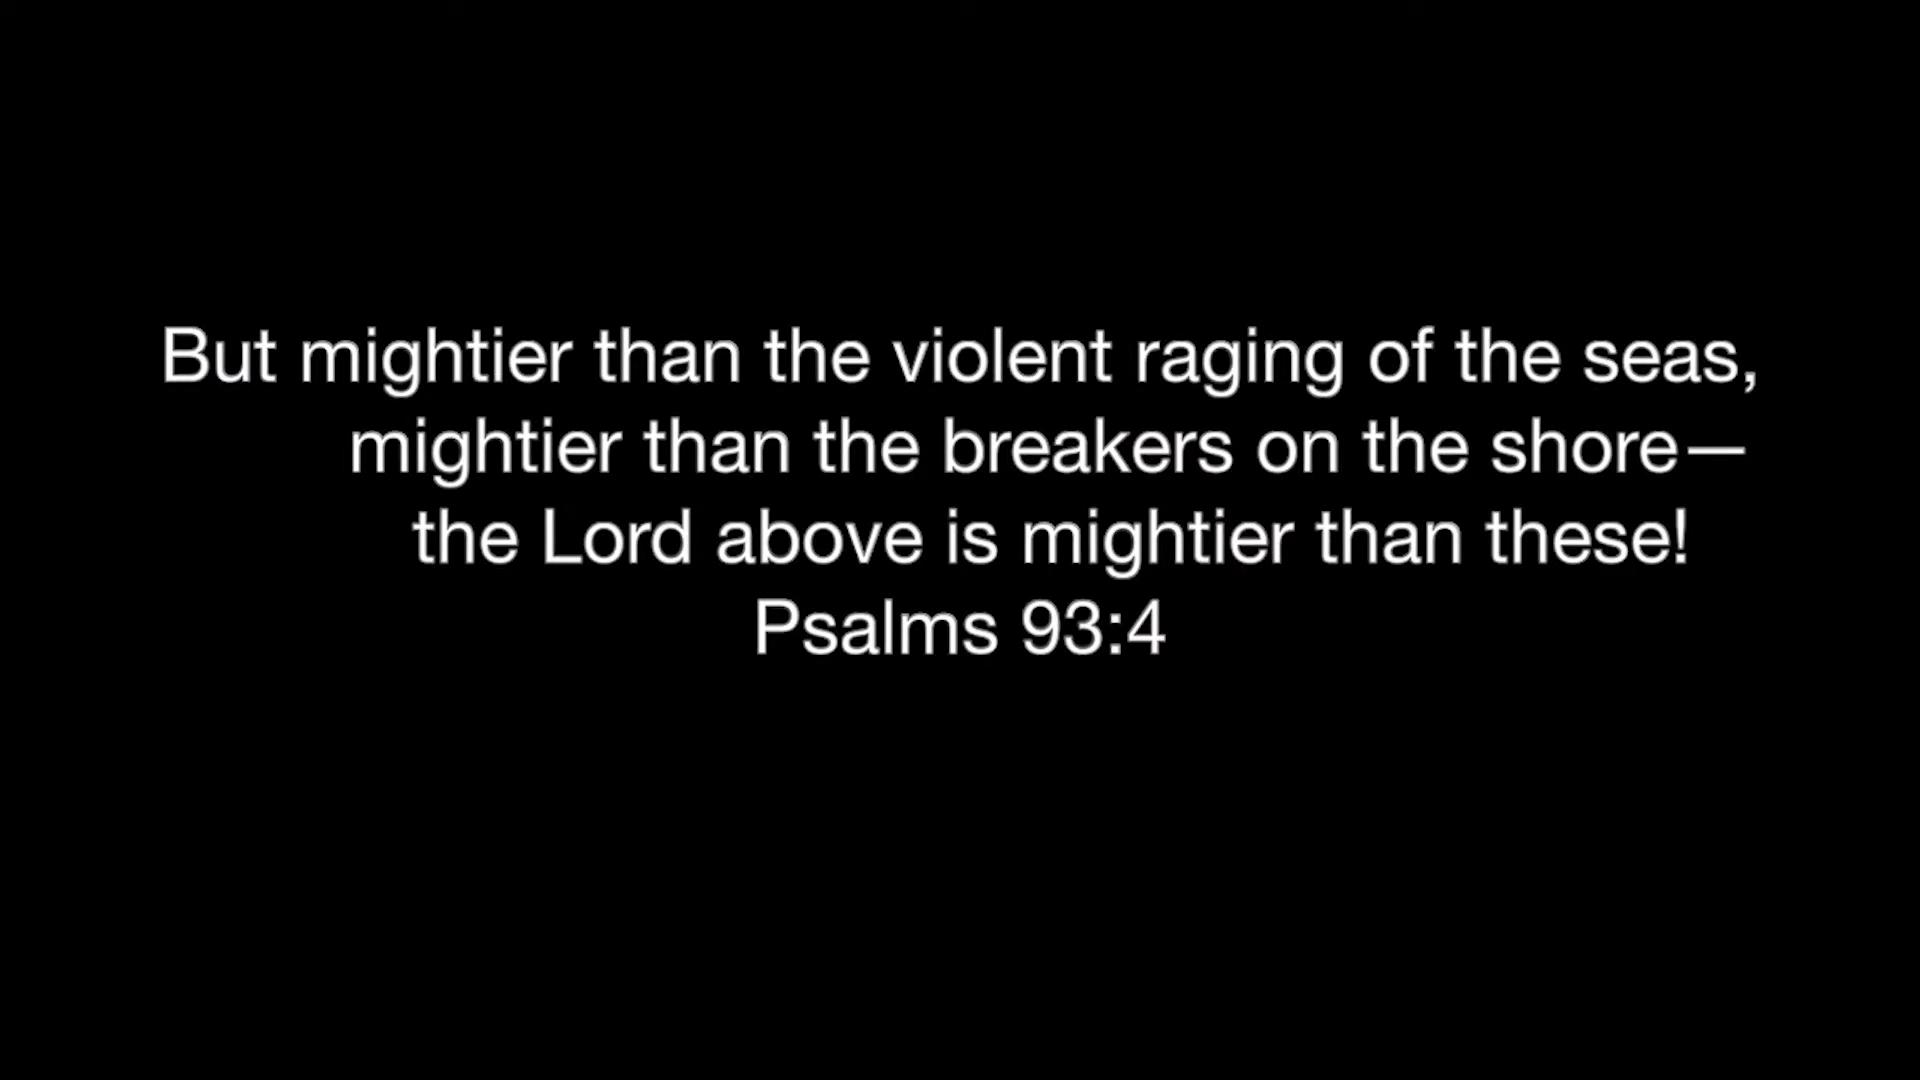 But mightier than the violent raging of the seas,
mightier than the breakers on the shore—
the Lord above is mightier than these!
Psalms 93:4